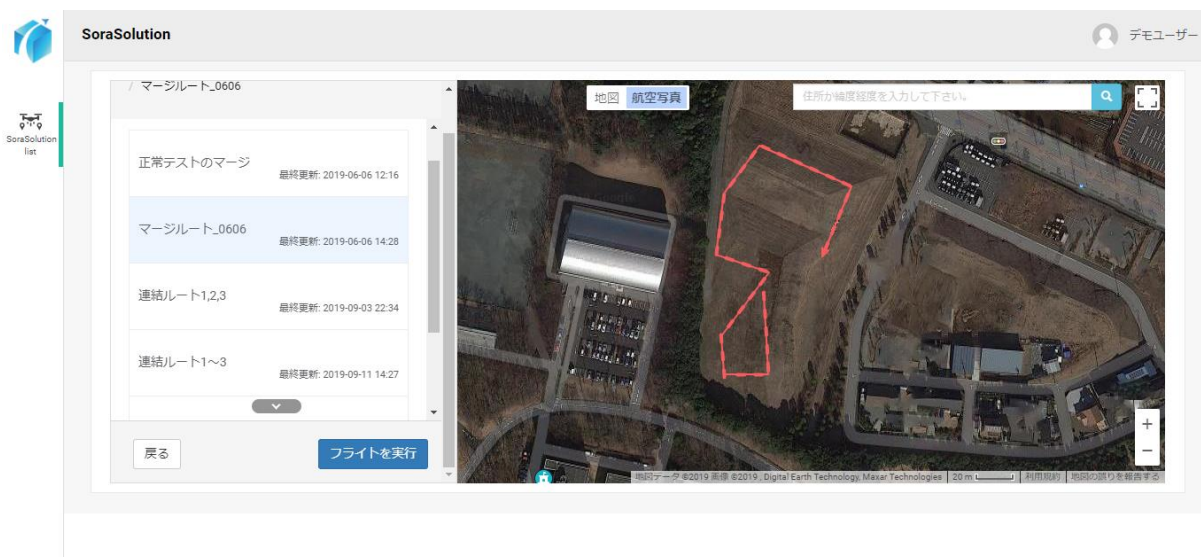 SoraSolution
デモユーザー
SoraSolution
list
/ マージルート_0606
正常テストのマージ
最終更新: 2019-06-06 12:16
マージルート_0606
最終更新: 2019-06-06 14:28
連結ルート1,2,3
最終更新: 2019-09-03 22:34
連結ルート1～3
最終更新: 2019-09-11 14:27
戻る
フライトを実行
地図
航空写真
住所か緯度経度を入力して下さい。
+
−
地図データ ©2019 画像 ©2019 , Digital Earth Technology, Maxar Technologies
20 m
利用規約
地図の誤りを報告する